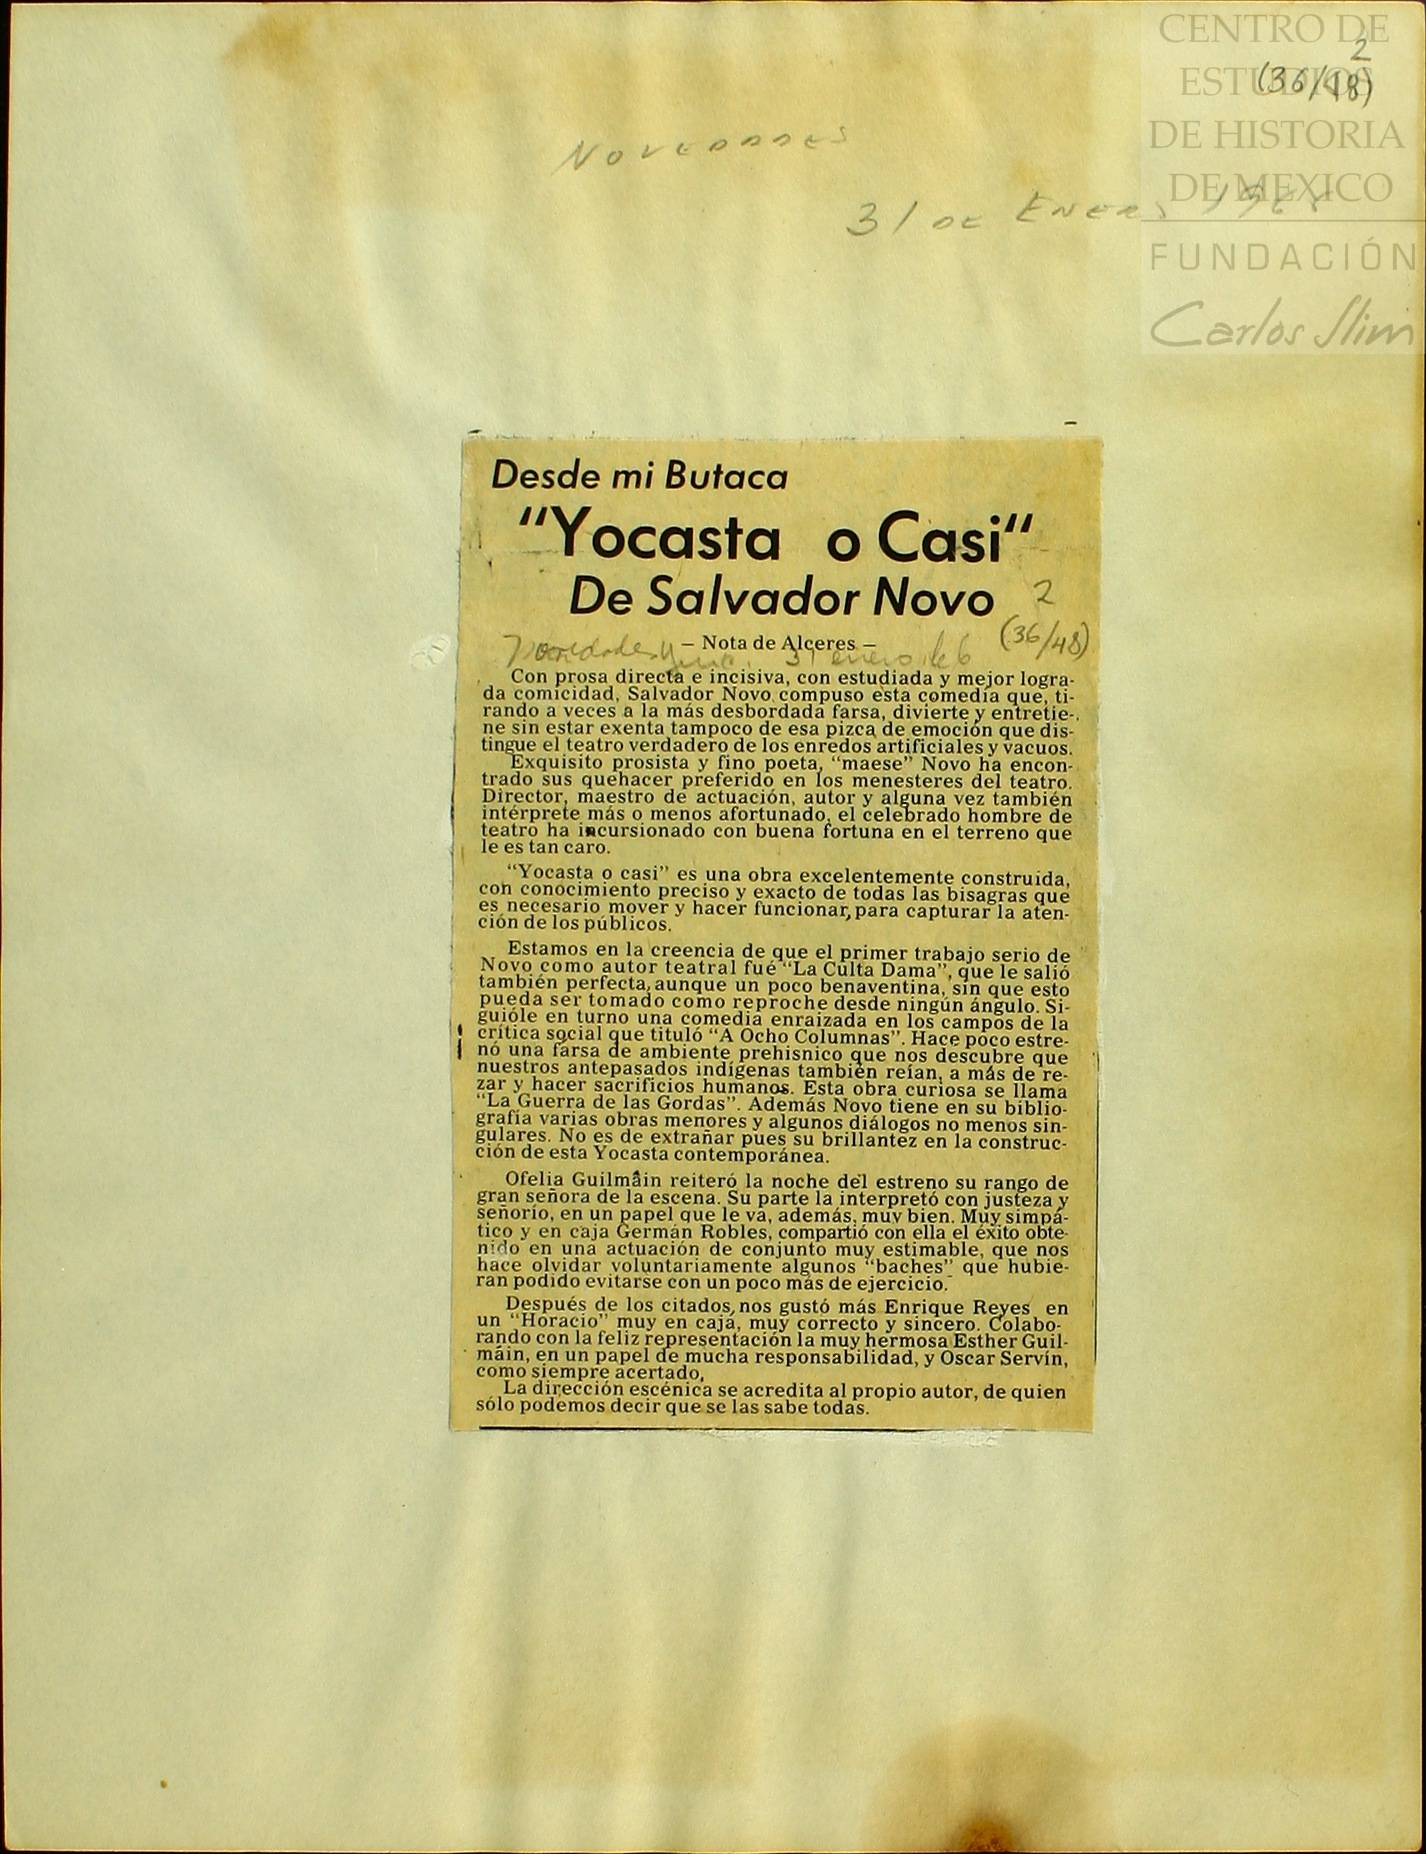 CENTRO DE
ESTUDIOS
DE HISTORIA
DE MEXICO
FUNDACIÓN
Carlos Slim
2
(36/48)
NOVEDADES
31 DE ENERO
Desde mi Butaca
"Yocasta o Casi"
De Salvador Novo
2
(36/48)
— Nota de Alceres —
Novedades 31 enero
Con prosa directa e incisiva, con estudiada y mejor logra-
da comicidad, Salvador Novo compuso esta comedia que, ti-
rando a veces a la más desbordada farsa, divierte y entretie-
ne sin estar exenta tampoco de esa pizca de emoción que dis-
tingue el teatro verdadero de los enredos artificiales y vacuos.
Exquisito prosista y fino poeta, "maese" Novo ha encon-
trado sus quehacer preferido en los menesteres del teatro.
Director, maestro de actuación, autor y alguna vez también
intérprete más o menos afortunado, el celebrado hombre de
teatro ha incursionado con buena fortuna en el terreno que
le es tan caro.
"Yocasta o casi" es una obra excelentemente construida,
con conocimiento preciso y exacto de todas las bisagras que
es necesario mover y hacer funcionar, para capturar la aten-
ción de los públicos.
Estamos en la creencia de que el primer trabajo serio de
Novo como autor teatral fué "La Culta Dama", que le salió
también perfecta, aunque un poco benaventina, sin que esto
pueda ser tomado como reproche desde ningún ángulo. Si-
guióle en turno una comedia enraizada en los campos de la
crítica social que tituló "A Ocho Columnas". Hace poco estre-
nó una farsa de ambiente prehisnico que nos descubre que
nuestros antepasados indígenas también reían, a más de re-
zar y hacer sacrificios humanos. Esta obra curiosa se llama
"La Guerra de las Gordas". Además Novo tiene en su biblio-
grafía varias obras menores y algunos diálogos no menos sin-
gulares. No es de extrañar pues su brillantez en la construc-
ción de esta Yocasta contemporánea.
Ofelia Guilmáin reiteró la noche del estreno su rango de
gran señora de la escena. Su parte la interpretó con justeza y
señorío, en un papel que le va, además, muy bien. Muy simpá-
tico y en caja Germán Robles, compartió con ella el éxito obte-
nido en una actuación de conjunto muy estimable, que nos
hace olvidar voluntariamente algunos "baches" que hubie-
ran podido evitarse con un poco más de ejercicio.
Después de los citados, nos gustó más Enrique Reyes en
un "Horacio" muy en caja, muy correcto y sincero. Colabo-
rando con la feliz representación la muy hermosa Esther Guil-
máin, en un papel de mucha responsabilidad, y Oscar Servín,
como siempre acertado.
La dirección escénica se acredita al propio autor, de quien
sólo podemos decir que se las sabe todas.